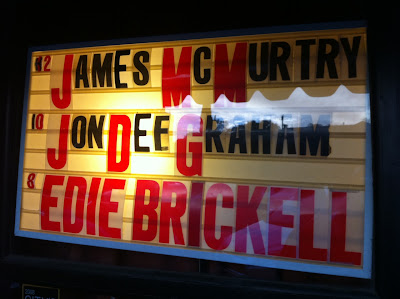 12 JAMES MCMURTRY
10 JON DEE GRAHAM
8 EDIE BRICKELL